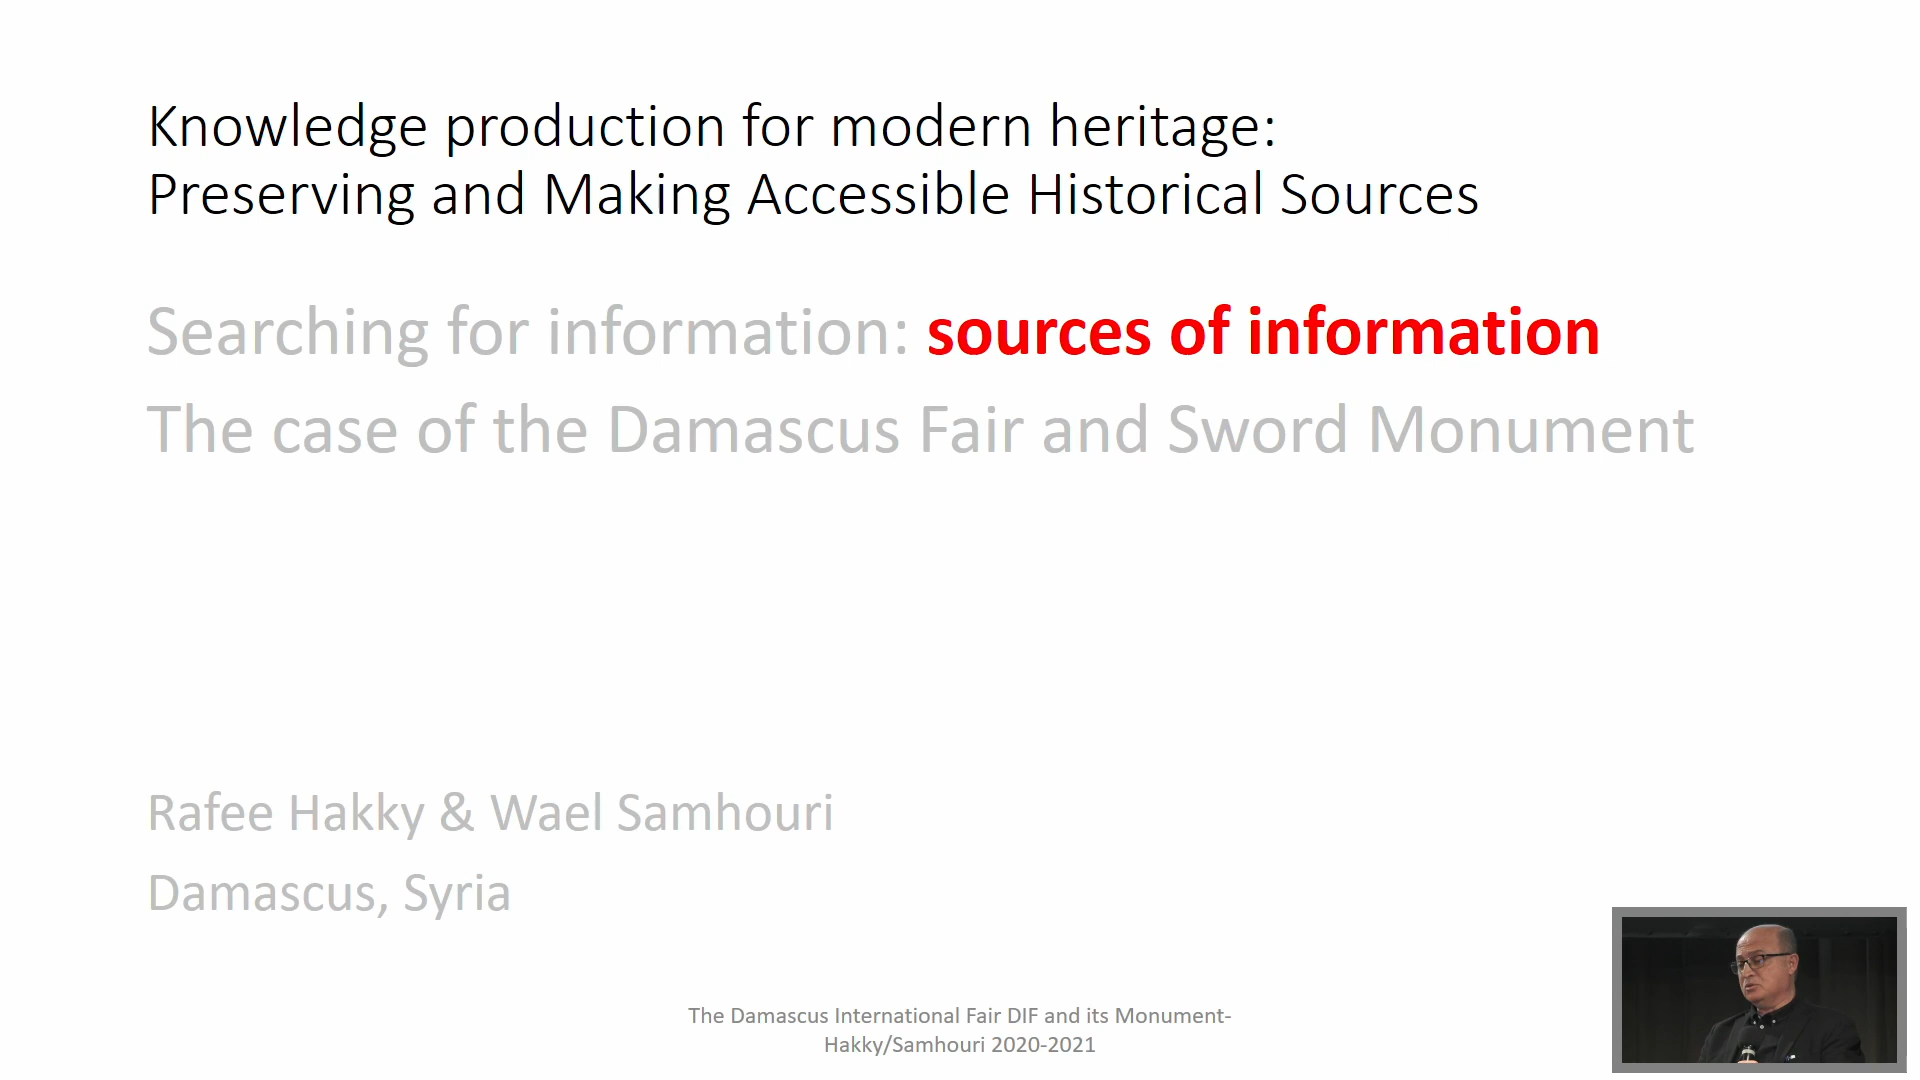 Knowledge production for modern heritage:
Preserving and Making Accessible Historical Sources
Searching for information: sources of information
The case of the Damascus Fair and Sword Monument
Rafee Hakky & Wael Samhouri
Damascus, Syria
The Damascus International Fair DIF and its Monument-
Hakky/Samhouri 2020-2021